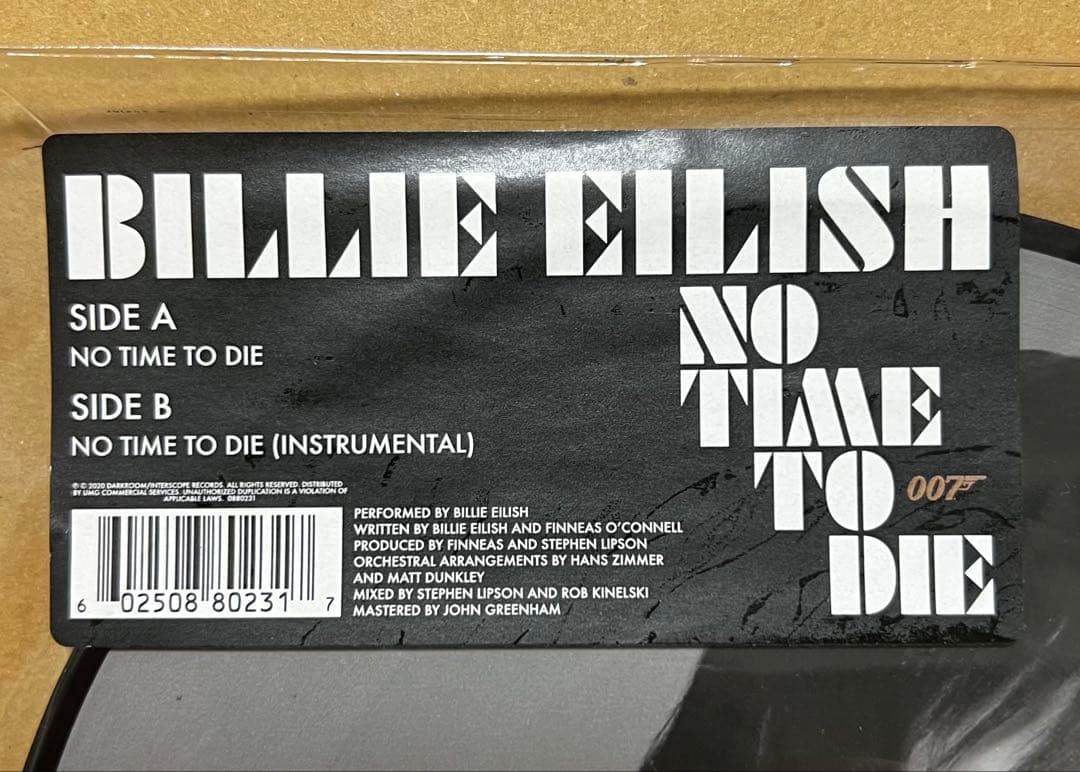 BILLIE EILISH
SIDE A
NO TIME TO DIE
SIDE B
NO TIME TO DIE (INSTRUMENTAL)
℗ © 2020 DARKROOM/INTERSCOPE RECORDS. ALL RIGHTS RESERVED. DISTRIBUTED
BY UMG COMMERCIAL SERVICES. UNAUTHORIZED DUPLICATION IS A VIOLATION OF
APPLICABLE LAWS. 0880231
6 02508 80231 7
PERFORMED BY BILLIE EILISH
WRITTEN BY BILLIE EILISH AND FINNEAS O'CONNELL
PRODUCED BY FINNEAS AND STEPHEN LIPSON
ORCHESTRAL ARRANGEMENTS BY HANS ZIMMER
AND MATT DUNKLEY
MIXED BY STEPHEN LIPSON AND ROB KINELSKI
MASTERED BY JOHN GREENHAM
NO
TIME
TO
007
DIE